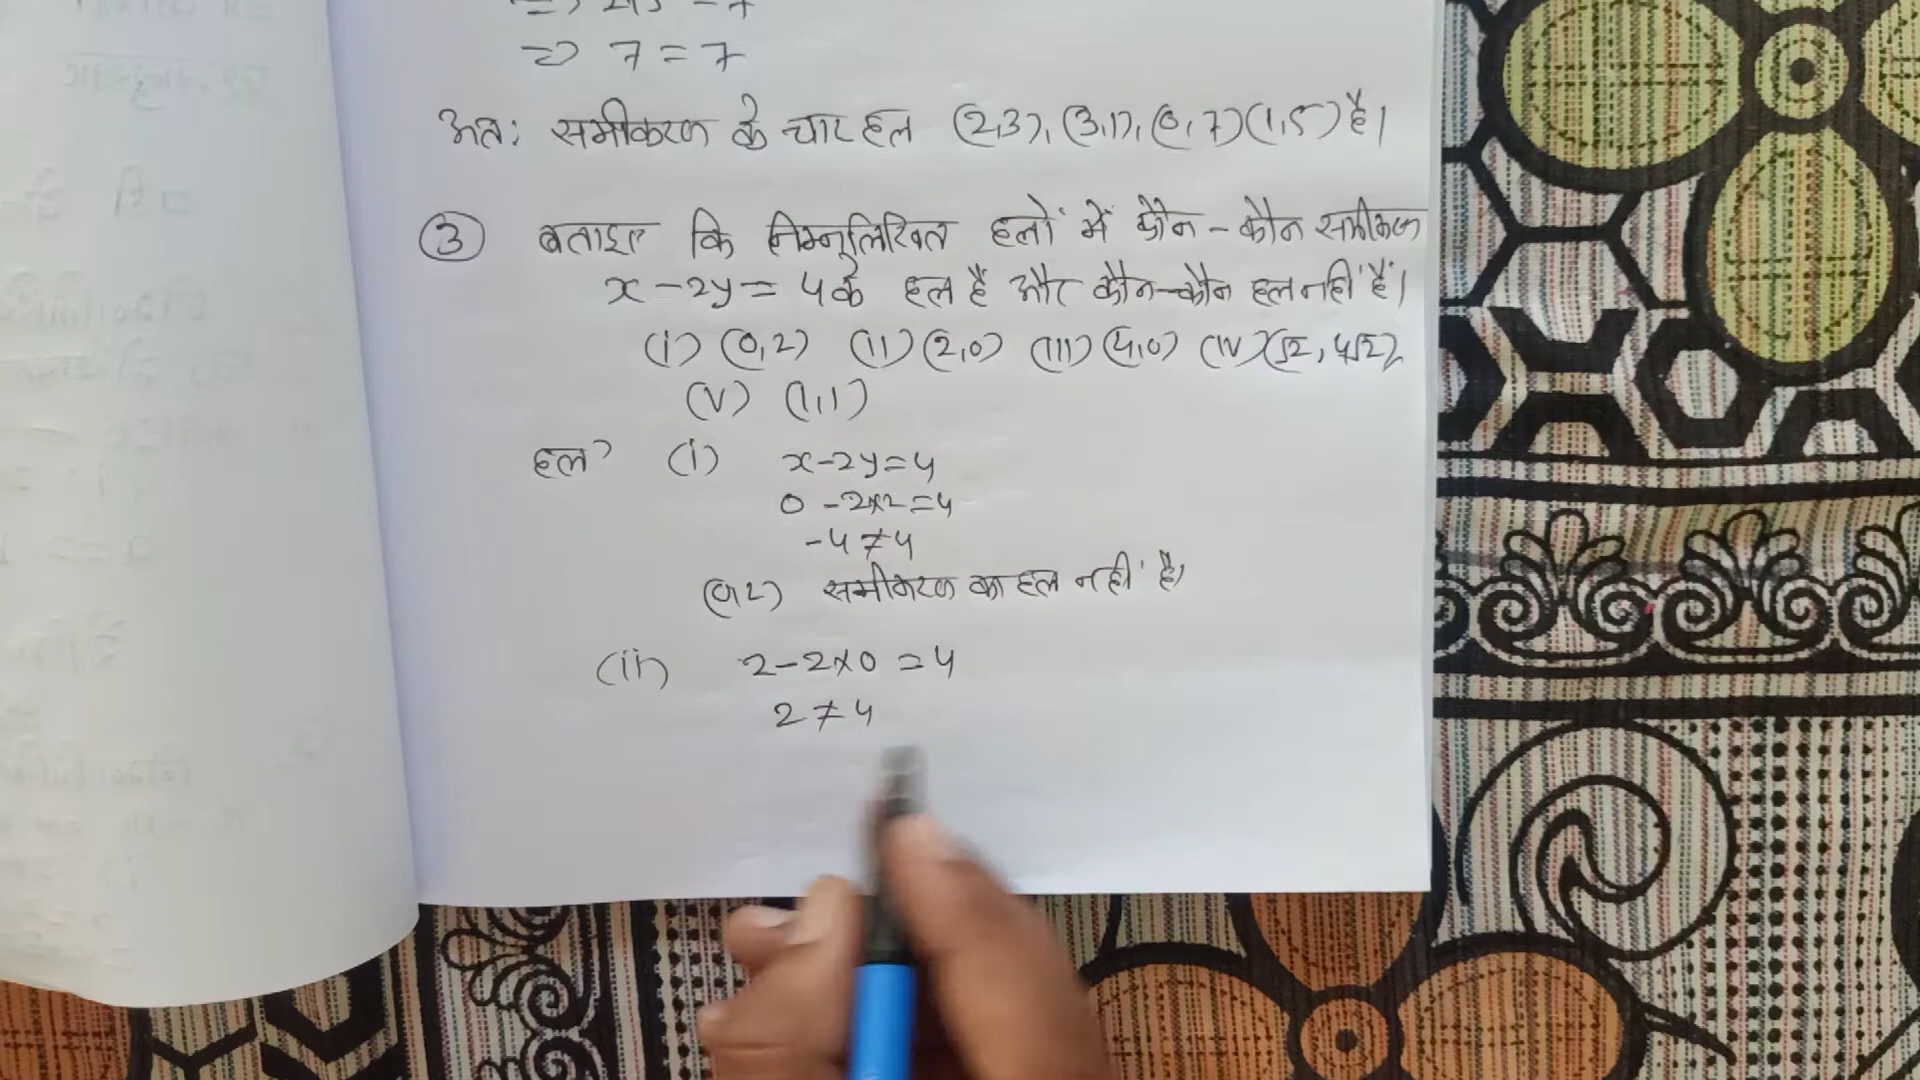 ⇒ 7 = 7
अतः समीकरण के चार हल (2,3), (3,1), (0,7) (1,5) है।
③ बताइए कि निम्नलिखित हलों में कौन-कौन समीकरण
x-2y=4 के हल हैं और कौन-कौन हल नहीं हैं।
(i) (0,2) (ii) (2,0) (iii) (4,0) (iv) (√2, 4√2),
(v) (1,1)
हल> (i) x-2y=4
0 -2×2=4
-4≠4
(0,2) समीकरण का हल नहीं है।
(ii) 2-2×0 =4
2≠4